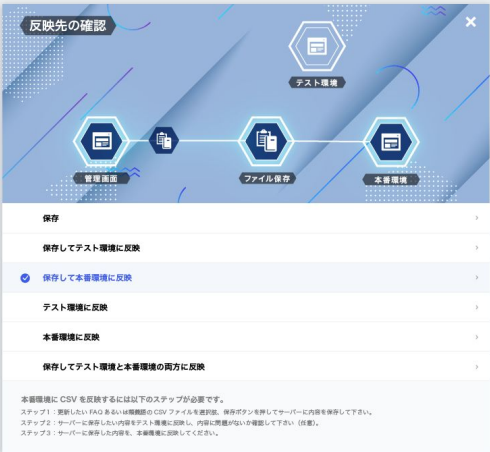 反映先の確認
テスト環境
管理画面
ファイル保存
本番環境
保存
保存してテスト環境に反映
保存して本番環境に反映
テスト環境に反映
本番環境に反映
保存してテスト環境と本番環境の両方に反映
本番環境に CSV を反映するには以下のステップが必要です。
ステップ1：更新したい FAQ あるいは類義語の CSV ファイルを選択後、保存ボタンを押してサーバーに内容を保存して下さい。
ステップ2：サーバーに保存したい内容をテスト環境に反映し、内容に問題がないか確認して下さい（任意）。
ステップ3：サーバーに保存した内容を、本番環境に反映してください。